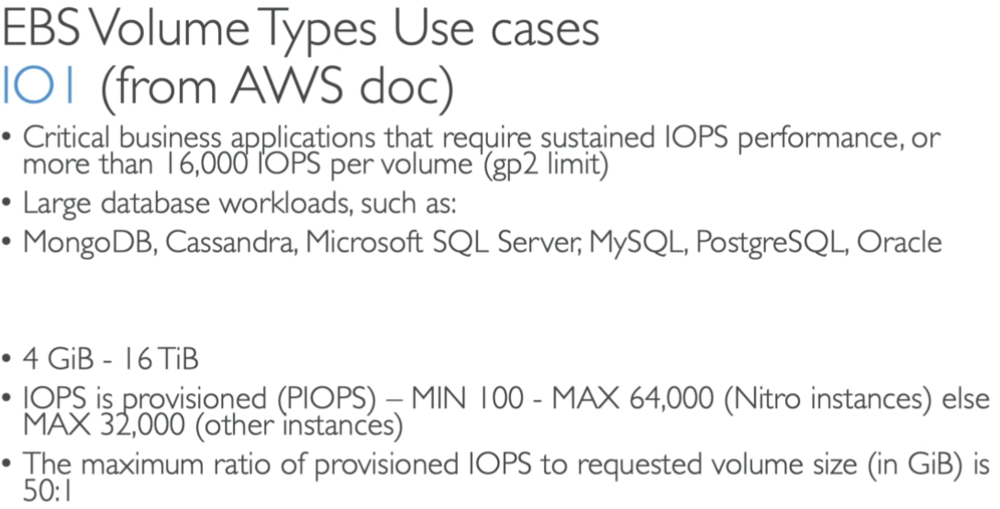 EBS Volume Types Use cases
IO1 (from AWS doc)
• Critical business applications that require sustained IOPS performance, or
more than 16,000 IOPS per volume (gp2 limit)
• Large database workloads, such as:
• MongoDB, Cassandra, Microsoft SQL Server, MySQL, PostgreSQL, Oracle
• 4 GiB - 16 TiB
• IOPS is provisioned (PIOPS) – MIN 100 - MAX 64,000 (Nitro instances) else
MAX 32,000 (other instances)
• The maximum ratio of provisioned IOPS to requested volume size (in GiB) is
50:1